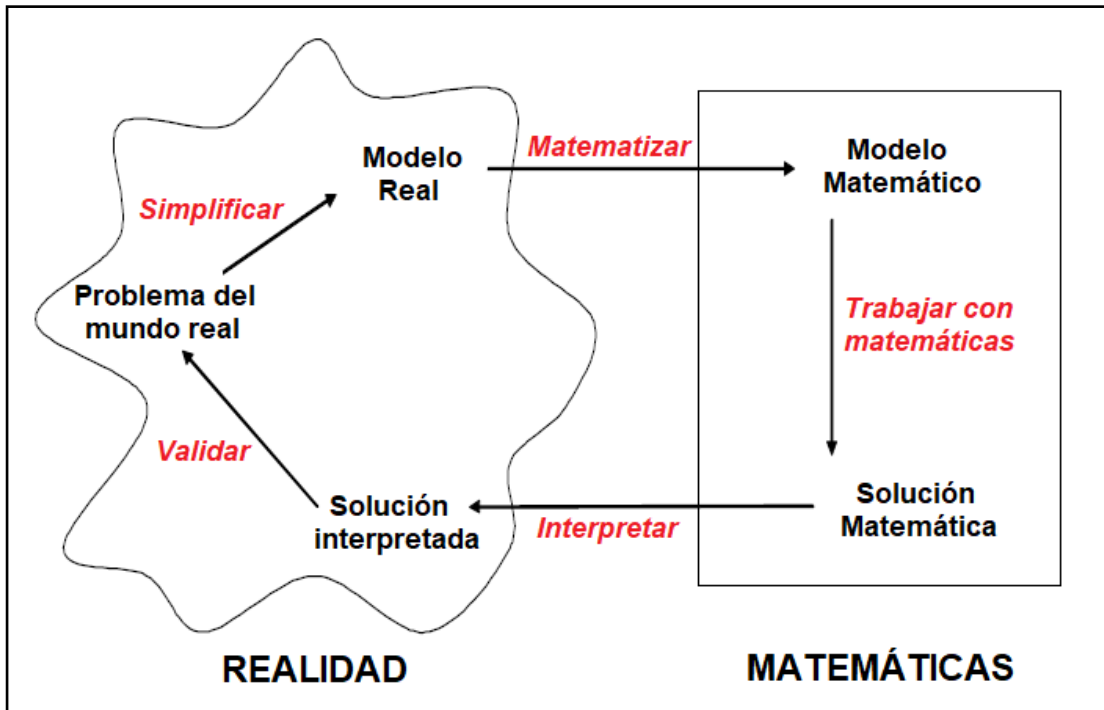 Modelo
Real
Matematizar
Modelo
Matemático
Simplificar
Problema del
mundo real
Trabajar con
matemáticas
Validar
Solución
interpretada
Interpretar
Solución
Matemática
REALIDAD
MATEMÁTICAS